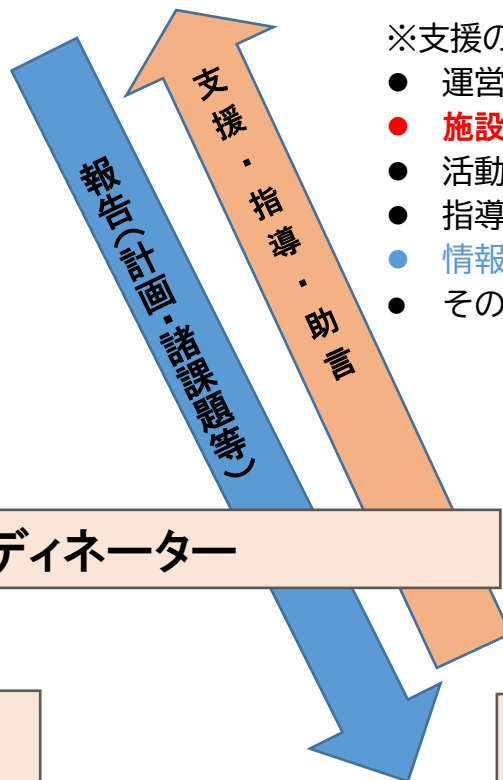 ※支援の
● 運営
● 施設
● 活動
● 指導
● 情報
● その
支援・指導・助言
報告(計画・諸課題等)
ディネーター